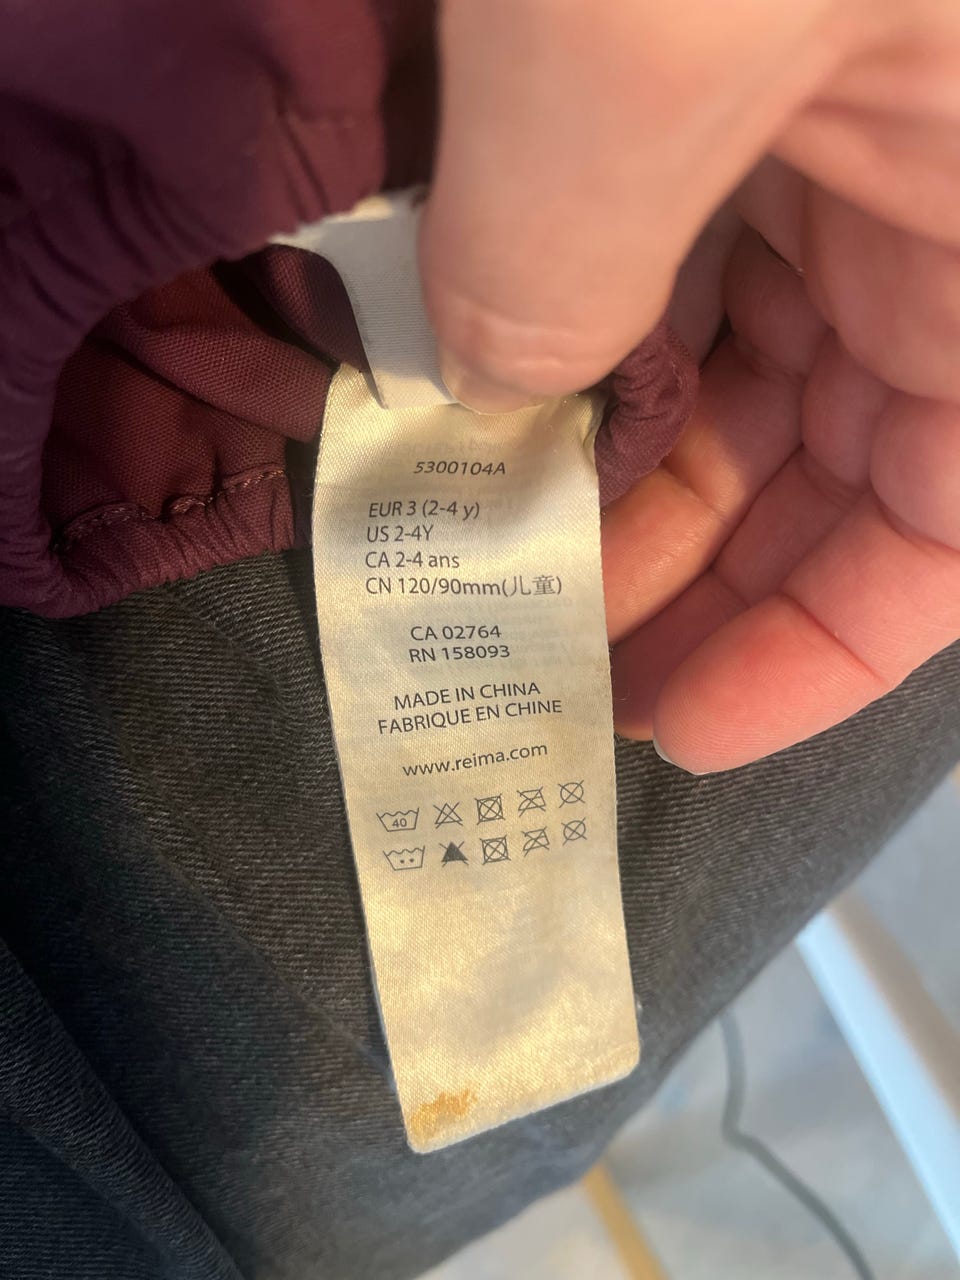 5300104A
EUR 3 (2-4 y)
US 2-4Y
CA 2-4 ans
CN 120/90mm(儿童)
CA 02764
RN 158093
MADE IN CHINA
FABRIQUE EN CHINE
www.reima.com
40